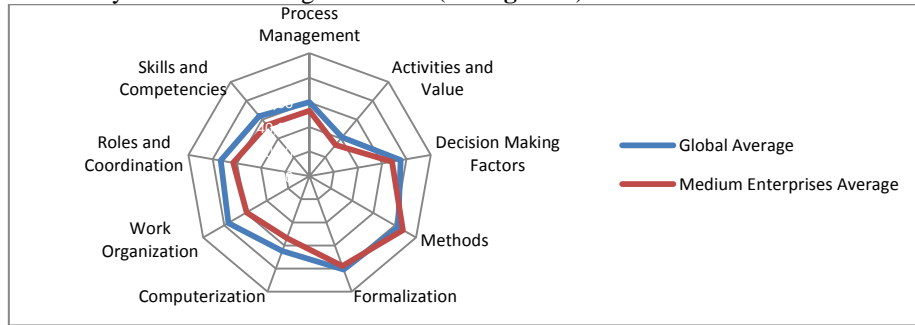 Process
Management
Activities and
Value
Decision Making
Factors
Methods
Formalization
Computerization
Work
Organization
Roles and
Coordination
Skills and
Competencies
Global Average
Medium Enterprises Average